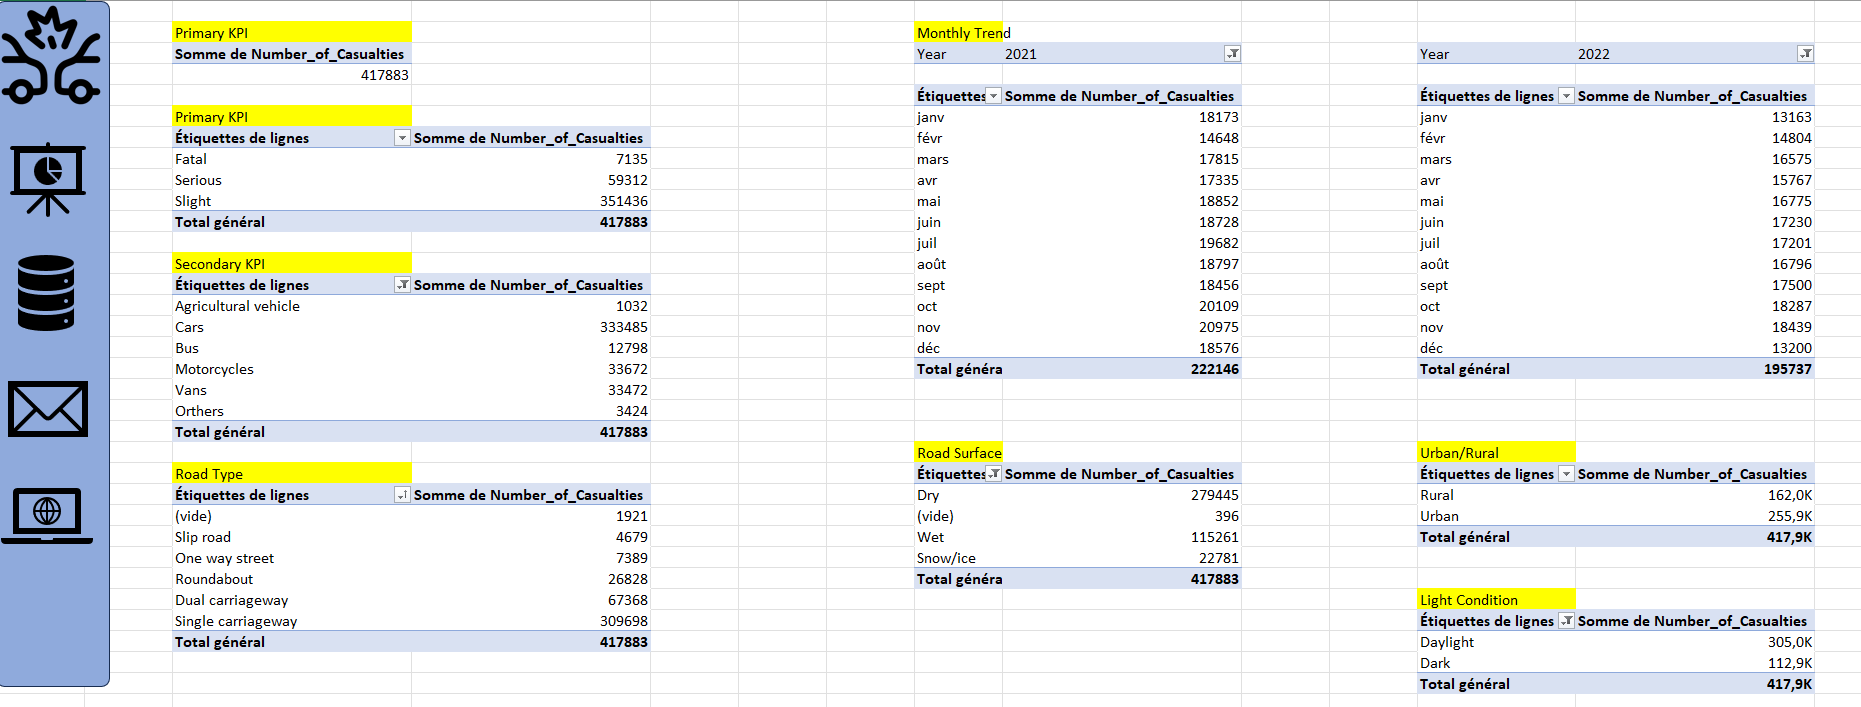 Primary KPI
Somme de Number_of_Casualties
417883
Primary KPI
Étiquettes de lignes Somme de Number_of_Casualties
Fatal 7135
Serious 59312
Slight 351436
Total général 417883
Secondary KPI
Étiquettes de lignes Somme de Number_of_Casualties
Agricultural vehicle 1032
Cars 333485
Bus 12798
Motorcycles 33672
Vans 33472
Orthers 3424
Total général 417883
Road Type
Étiquettes de lignes Somme de Number_of_Casualties
(vide) 1921
Slip road 4679
One way street 7389
Roundabout 26828
Dual carriageway 67368
Single carriageway 309698
Total général 417883
Monthly Trend
Year 2021
Étiquettes Somme de Number_of_Casualties
janv 18173
févr 14648
mars 17815
avr 17335
mai 18852
juin 18728
juil 19682
août 18797
sept 18456
oct 20109
nov 20975
déc 18576
Total généra 222146
Year 2022
Étiquettes de lignes Somme de Number_of_Casualties
janv 13163
févr 14804
mars 16575
avr 15767
mai 16775
juin 17230
juil 17201
août 16796
sept 17500
oct 18287
nov 18439
déc 13200
Total général 195737
Road Surface
Étiquettes Somme de Number_of_Casualties
Dry 279445
(vide) 396
Wet 115261
Snow/ice 22781
Total généra 417883
Urban/Rural
Étiquettes de lignes Somme de Number_of_Casualties
Rural 162,0K
Urban 255,9K
Total général 417,9K
Light Condition
Étiquettes de lignes Somme de Number_of_Casualties
Daylight 305,0K
Dark 112,9K
Total général 417,9K